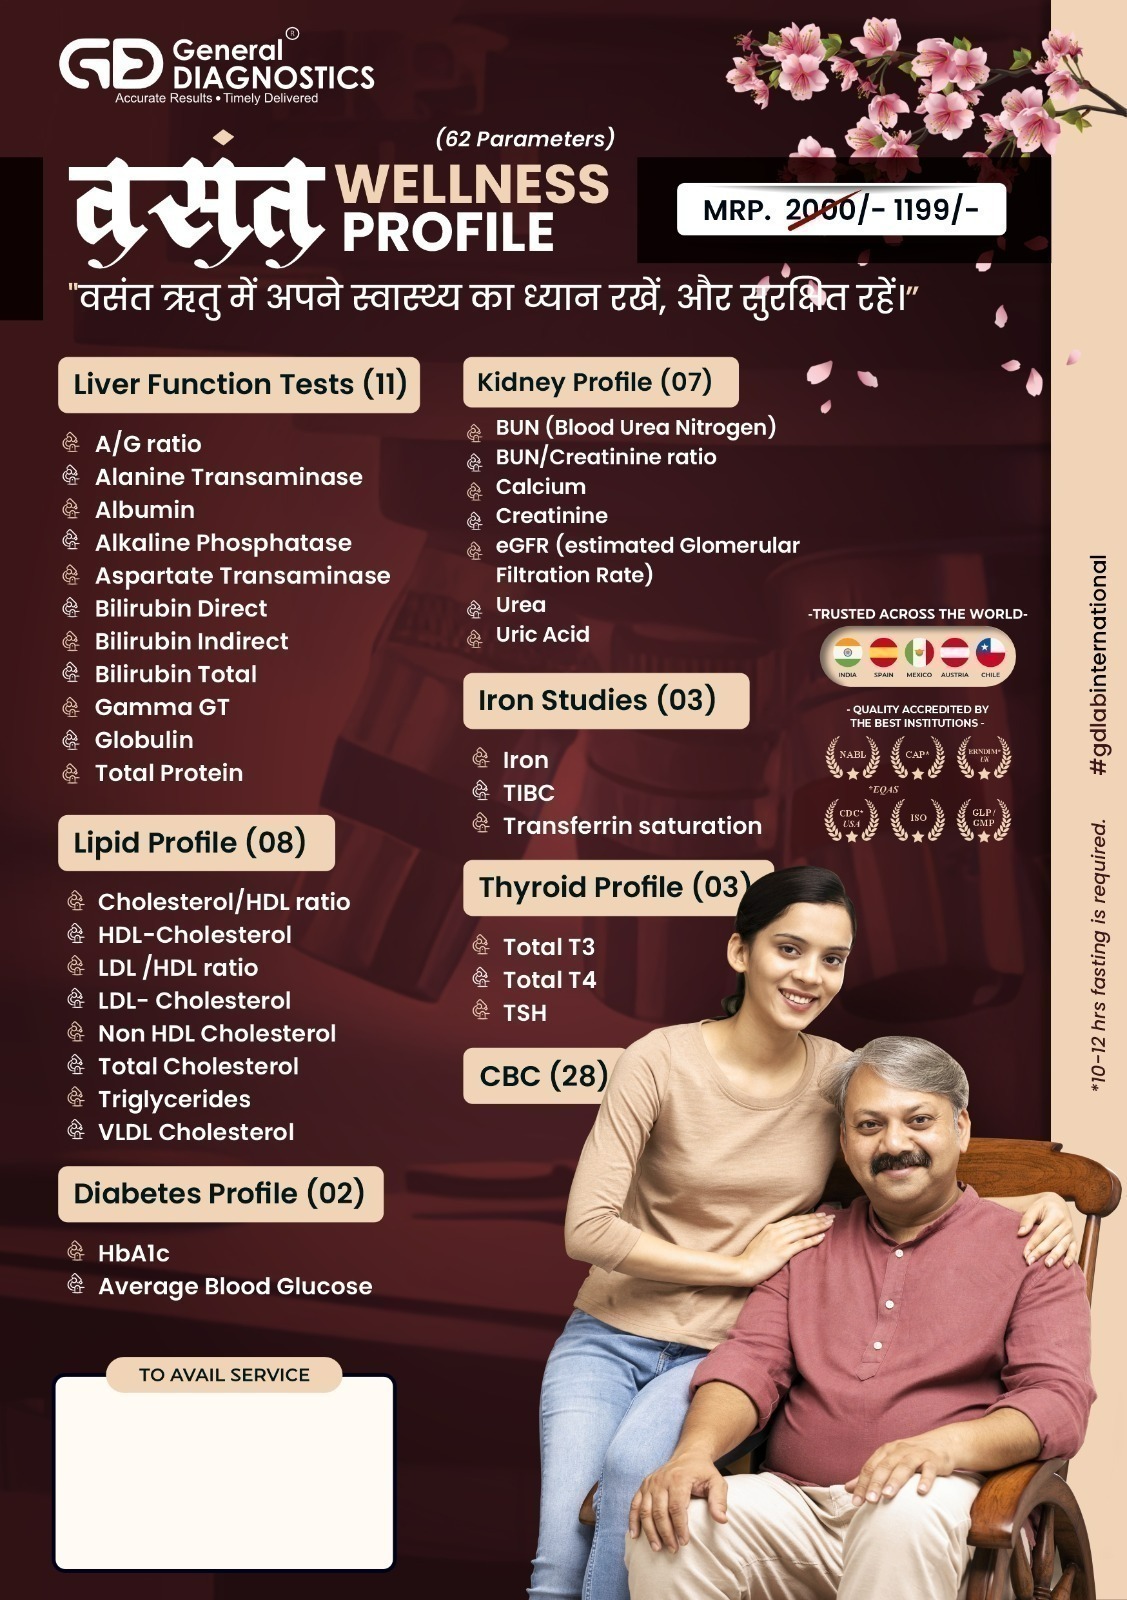 General ®
DIAGNOSTICS
Accurate Results • Timely Delivered
(62 Parameters)
वसंत WELLNESS
PROFILE
MRP. 2000/- 1199/-
"वसंत ऋतु में अपने स्वास्थ्य का ध्यान रखें, और सुरक्षित रहें।”
Liver Function Tests (11)
A/G ratio
Alanine Transaminase
Albumin
Alkaline Phosphatase
Aspartate Transaminase
Bilirubin Direct
Bilirubin Indirect
Bilirubin Total
Gamma GT
Globulin
Total Protein
Lipid Profile (08)
Cholesterol/HDL ratio
HDL-Cholesterol
LDL /HDL ratio
LDL- Cholesterol
Non HDL Cholesterol
Total Cholesterol
Triglycerides
VLDL Cholesterol
Diabetes Profile (02)
HbA1c
Average Blood Glucose
TO AVAIL SERVICE
Kidney Profile (07)
BUN (Blood Urea Nitrogen)
BUN/Creatinine ratio
Calcium
Creatinine
eGFR (estimated Glomerular
Filtration Rate)
Urea
Uric Acid
Iron Studies (03)
Iron
TIBC
Transferrin saturation
Thyroid Profile (03)
Total T3
Total T4
TSH
CBC (28)
-TRUSTED ACROSS THE WORLD-
INDIA SPAIN MEXICO AUSTRIA CHILE
- QUALITY ACCREDITED BY
THE BEST INSTITUTIONS -
NABL CAP* ERNDIM* UK
*EQAS
CDC* USA ISO GLP/ GMP
#gdlabinternational
*10-12 hrs fasting is required.